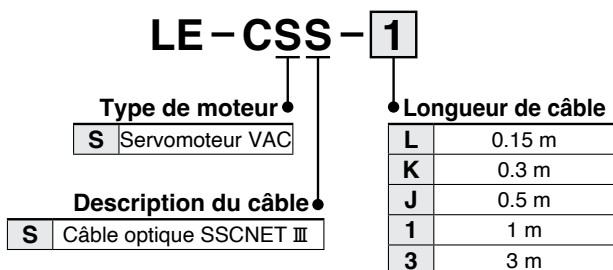 LE – CSS – 1
Type de moteur
S Servomoteur VAC
Description du câble
S Câble optique SSCNET Ⅲ
Longueur de câble
L 0.15 m
K 0.3 m
J 0.5 m
1 1 m
3 3 m